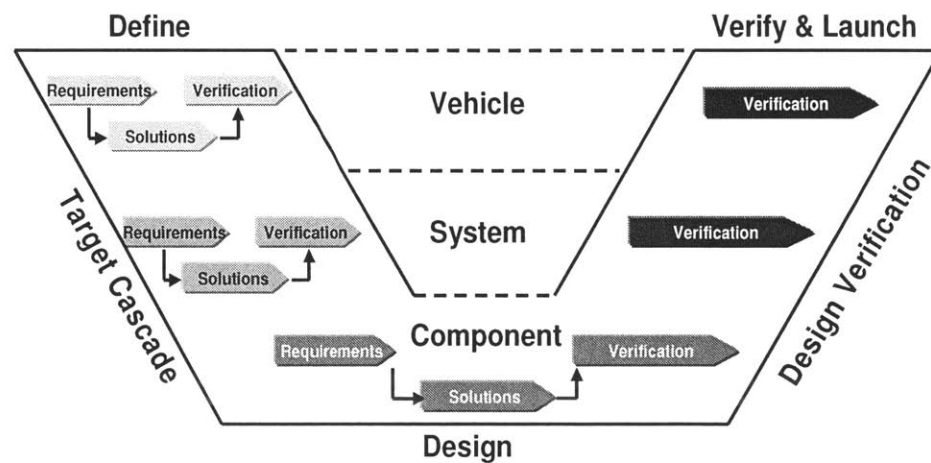 Define
Verify & Launch
Requirements
Verification
Solutions
Vehicle
Verification
Target Cascade
Requirements
Verification
Solutions
System
Verification
Design Verification
Component
Requirements
Verification
Solutions
Design